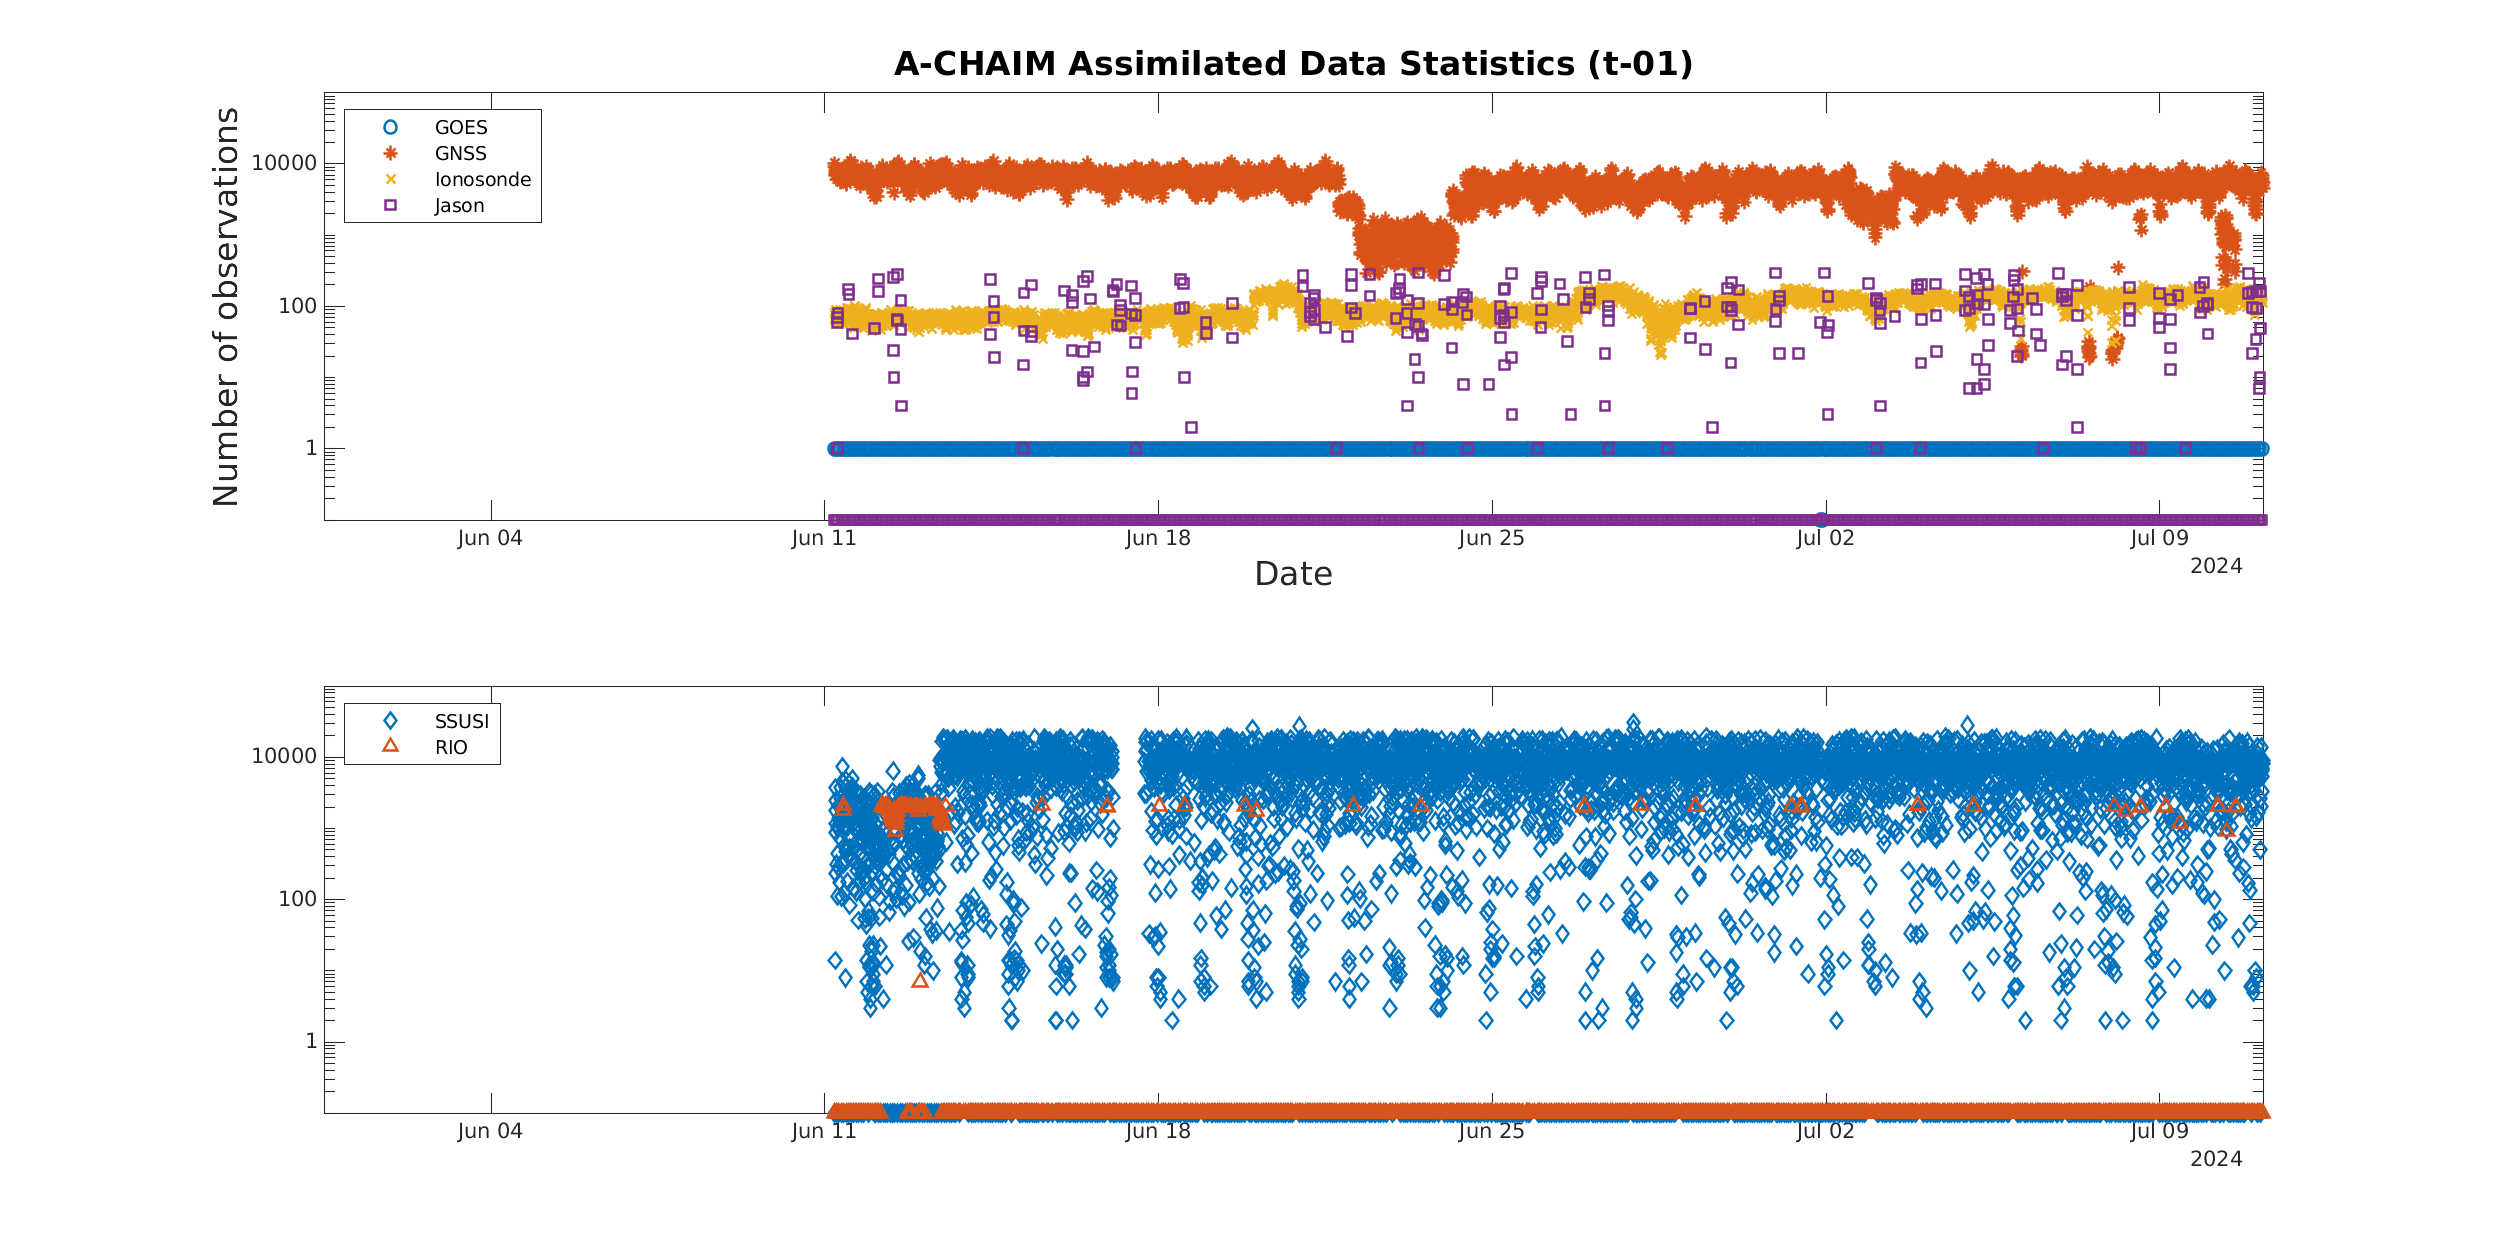 A-CHAIM Assimilated Data Statistics (t-01)
Number of observations
10000
100
1
GOES
GNSS
Ionosonde
Jason
Jun 04
Jun 11
Jun 18
Jun 25
Jul 02
Jul 09
2024
Date
10000
100
1
SSUSI
RIO
Jun 04
Jun 11
Jun 18
Jun 25
Jul 02
Jul 09
2024